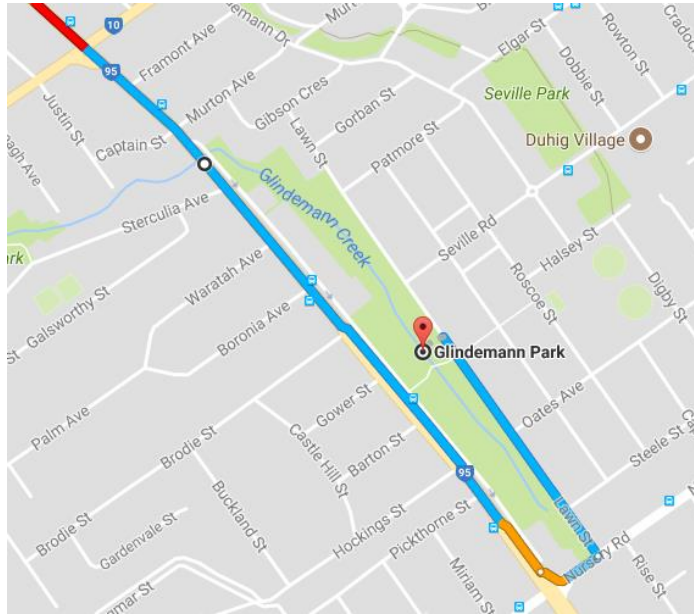 10
Elgar St
Dobbie St
Rowton St
95
Framont Ave
Justin St
Murton Ave
Gibson Cres
Seville Park
Captain St
Lawn St
Gorban St
Duhig Village
Patmore St
Glindemann Creek
Sterculia Ave
Seville Rd
Halsey St
Waratah Ave
Roscoe St
Digby St
Galsworthy St
Boronia Ave
Glindemann Park
Palm Ave
Gower St
Oates Ave
Brodie St
Castle Hill St
Barton St
Steele St
95
Buckland St
Hockings St
Pickthorne St
Lawn St
Brodie St
Gardenvale St
Nursery Rd
Miriam St
Rise St